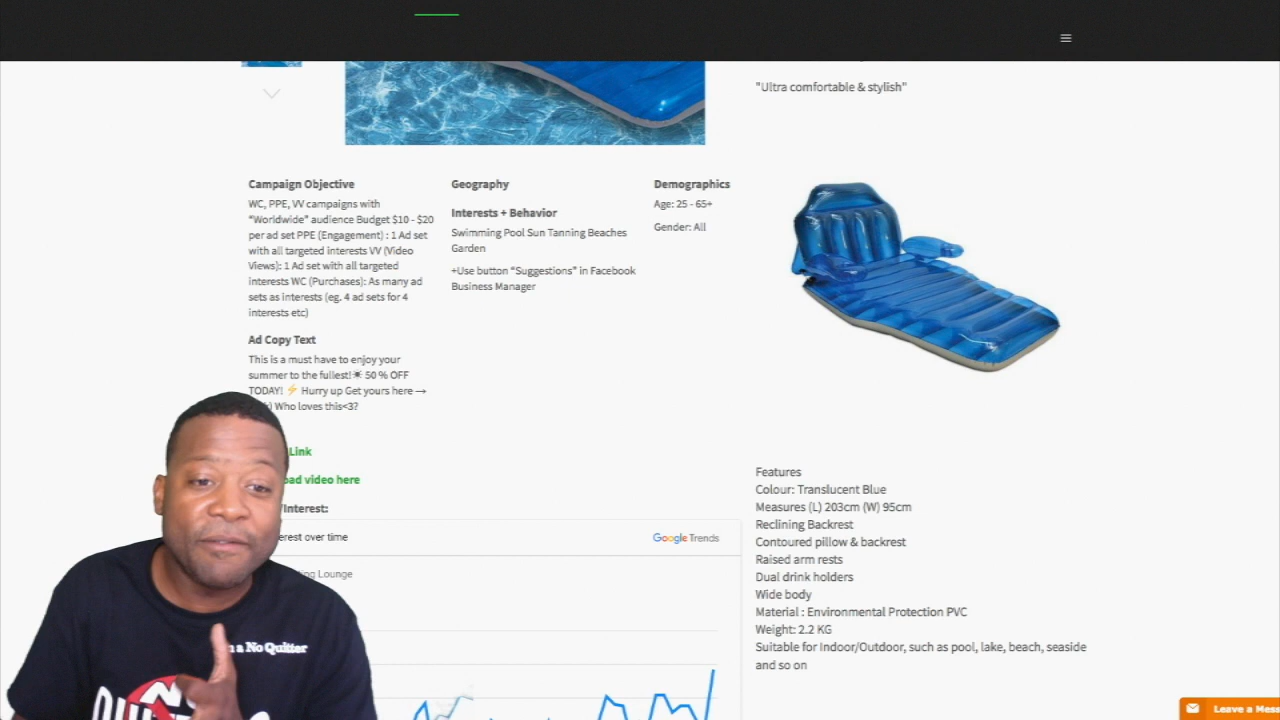 "Ultra comfortable & stylish"
Campaign Objective
WC, PPE, VV campaigns with
"Worldwide" audience Budget $10 - $20
per ad set PPE (Engagement) : 1 Ad set
with all targeted interests VV (Video
Views): 1 Ad set with all targeted
interests WC (Purchases): As many ad
sets as interests (eg. 4 ad sets for 4
interests etc)
Ad Copy Text
This is a must have to enjoy your
summer to the fullest!☀ 50 % OFF
TODAY! ⚡ Hurry up Get yours here →
Who loves this<3?
Link
video here
Interest:
over time
Google Trends
Lounge
Geography
Interests + Behavior
Swimming Pool Sun Tanning Beaches
Garden
+Use button "Suggestions" in Facebook
Business Manager
Demographics
Age: 25 - 65+
Gender: All
Features
Colour: Translucent Blue
Measures (L) 203cm (W) 95cm
Reclining Backrest
Contoured pillow & backrest
Raised arm rests
Dual drink holders
Wide body
Material : Environmental Protection PVC
Weight: 2.2 KG
Suitable for Indoor/Outdoor, such as pool, lake, beach, seaside
and so on
a No Quitter
NO
Leave a